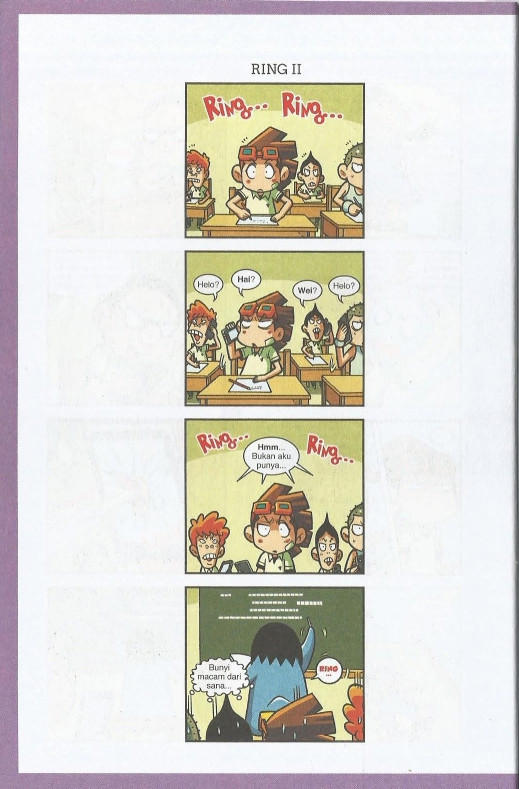 RING II
RING... RING...
Helo?
Hai?
Wei?
Helo?
RING...
RING...
Hmm...
Bukan aku
punya...
Bunyi
macam dari
sana...
RING
...